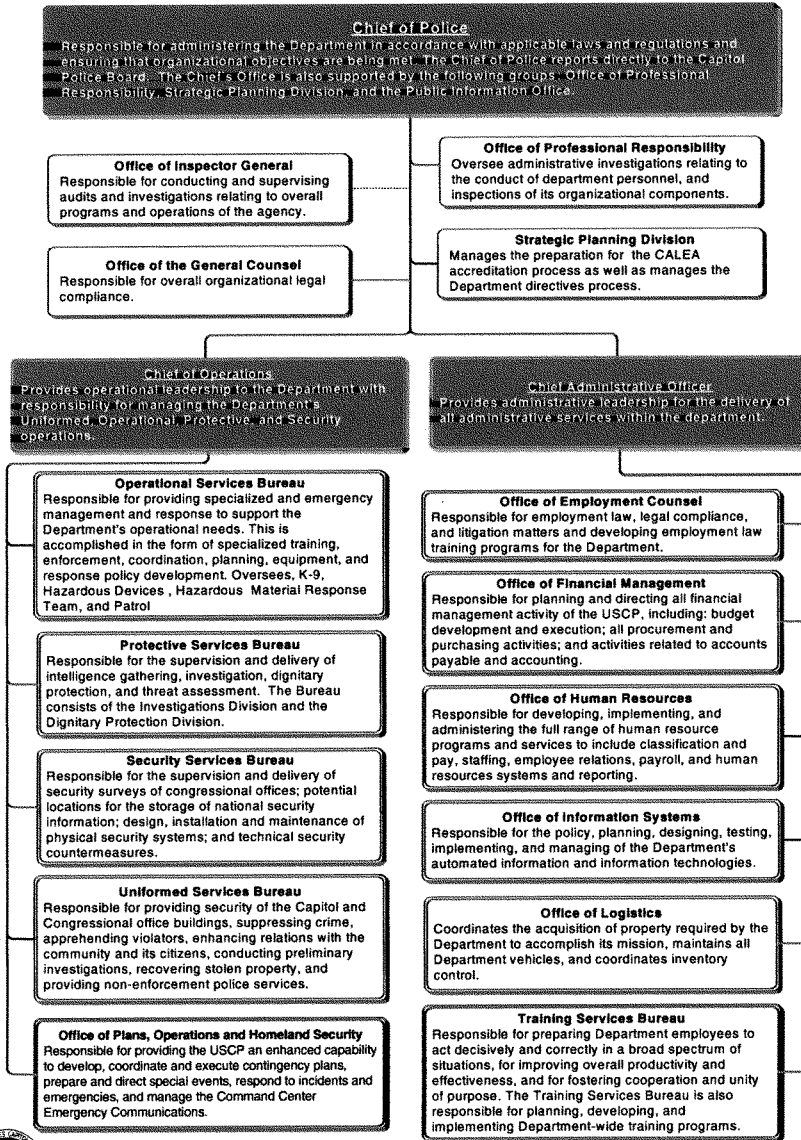 Chief of Police
Responsible for administering the Department in accordance with applicable laws and regulations and
ensuring that organizational objectives are being met. The Chief of Police reports directly to the Capitol
Police Board. The Chief's Office is also supported by the following groups: Office of Professional
Responsibility, Strategic Planning Division, and the Public Information Office.
Office of Inspector General
Responsible for conducting and supervising
audits and investigations relating to overall
programs and operations of the agency.
Office of Professional Responsibility
Oversee administrative investigations relating to
the conduct of department personnel, and
inspections of its organizational components.
Office of the General Counsel
Responsible for overall organizational legal
compliance.
Strategic Planning Division
Manages the preparation for the CALEA
accreditation process as well as manages the
Department directives process.
Chief of Operations
Provides operational leadership to the Department with
responsibility for managing the Department's
Uniformed, Operational, Protective, and Security
operations.
Chief Administrative Officer
Provides administrative leadership for the delivery of
all administrative services within the department.
Operational Services Bureau
Responsible for providing specialized and emergency
management and response to support the
Department's operational needs. This is
accomplished in the form of specialized training,
enforcement, coordination, planning, equipment, and
response policy development. Oversees, K-9,
Hazardous Devices , Hazardous Material Response
Team, and Patrol
Protective Services Bureau
Responsible for the supervision and delivery of
intelligence gathering, investigation, dignitary
protection, and threat assessment. The Bureau
consists of the Investigations Division and the
Dignitary Protection Division.
Security Services Bureau
Responsible for the supervision and delivery of
security surveys of congressional offices; potential
locations for the storage of national security
information; design, installation and maintenance of
physical security systems; and technical security
countermeasures.
Uniformed Services Bureau
Responsible for providing security of the Capitol and
Congressional office buildings, suppressing crime,
apprehending violators, enhancing relations with the
community and its citizens, conducting preliminary
investigations, recovering stolen property, and
providing non-enforcement police services.
Office of Plans, Operations and Homeland Security
Responsible for providing the USCP an enhanced capability
to develop, coordinate and execute contingency plans,
prepare and direct special events, respond to incidents and
emergencies, and manage the Command Center
Emergency Communications.
Office of Employment Counsel
Responsible for employment law, legal compliance,
and litigation matters and developing employment law
training programs for the Department.
Office of Financial Management
Responsible for planning and directing all financial
management activity of the USCP, including: budget
development and execution; all procurement and
purchasing activities; and activities related to accounts
payable and accounting.
Office of Human Resources
Responsible for developing, implementing, and
administering the full range of human resource
programs and services to include classification and
pay, staffing, employee relations, payroll, and human
resources systems and reporting.
Office of Information Systems
Responsible for the policy, planning, designing, testing,
implementing, and managing of the Department's
automated information and information technologies.
Office of Logistics
Coordinates the acquisition of property required by the
Department to accomplish its mission, maintains all
Department vehicles, and coordinates inventory
control.
Training Services Bureau
Responsible for preparing Department employees to
act decisively and correctly in a broad spectrum of
situations, for improving overall productivity and
effectiveness, and for fostering cooperation and unity
of purpose. The Training Services Bureau is also
responsible for planning, developing, and
implementing Department-wide training programs.